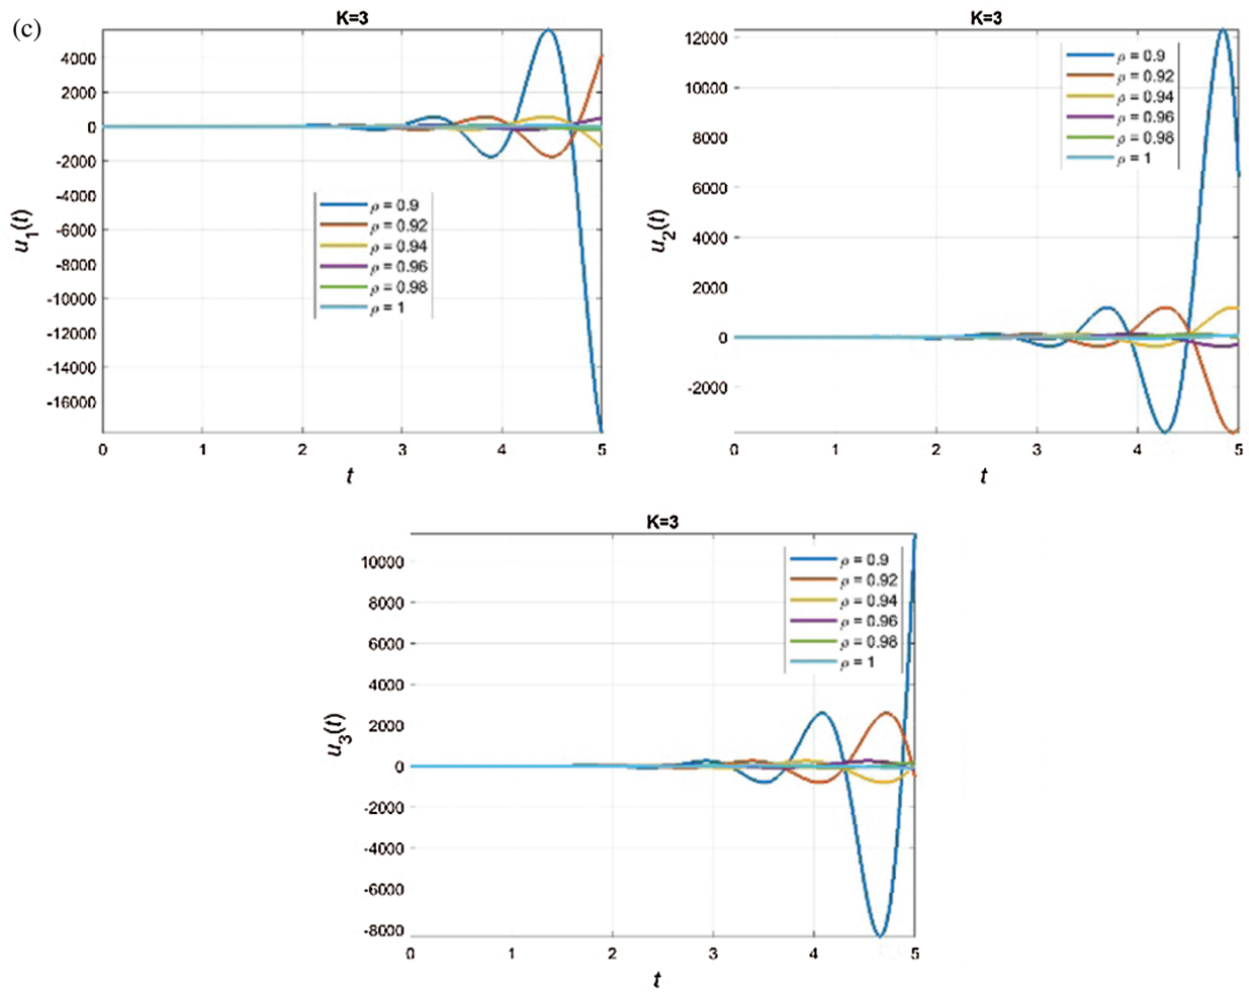 (c)
K=3
4000
2000
0
-2000
-4000
-6000
-8000
-10000
-12000
-14000
-16000
u1(t)
ρ = 0.9
ρ = 0.92
ρ = 0.94
ρ = 0.96
ρ = 0.98
ρ = 1
0 1 2 3 4 5
t
K=3
12000
10000
8000
6000
4000
2000
0
-2000
u2(t)
ρ = 0.9
ρ = 0.92
ρ = 0.94
ρ = 0.96
ρ = 0.98
ρ = 1
0 1 2 3 4 5
t
K=3
10000
8000
6000
4000
2000
0
-2000
-4000
-6000
-8000
u3(t)
ρ = 0.9
ρ = 0.92
ρ = 0.94
ρ = 0.96
ρ = 0.98
ρ = 1
0 1 2 3 4 5
t